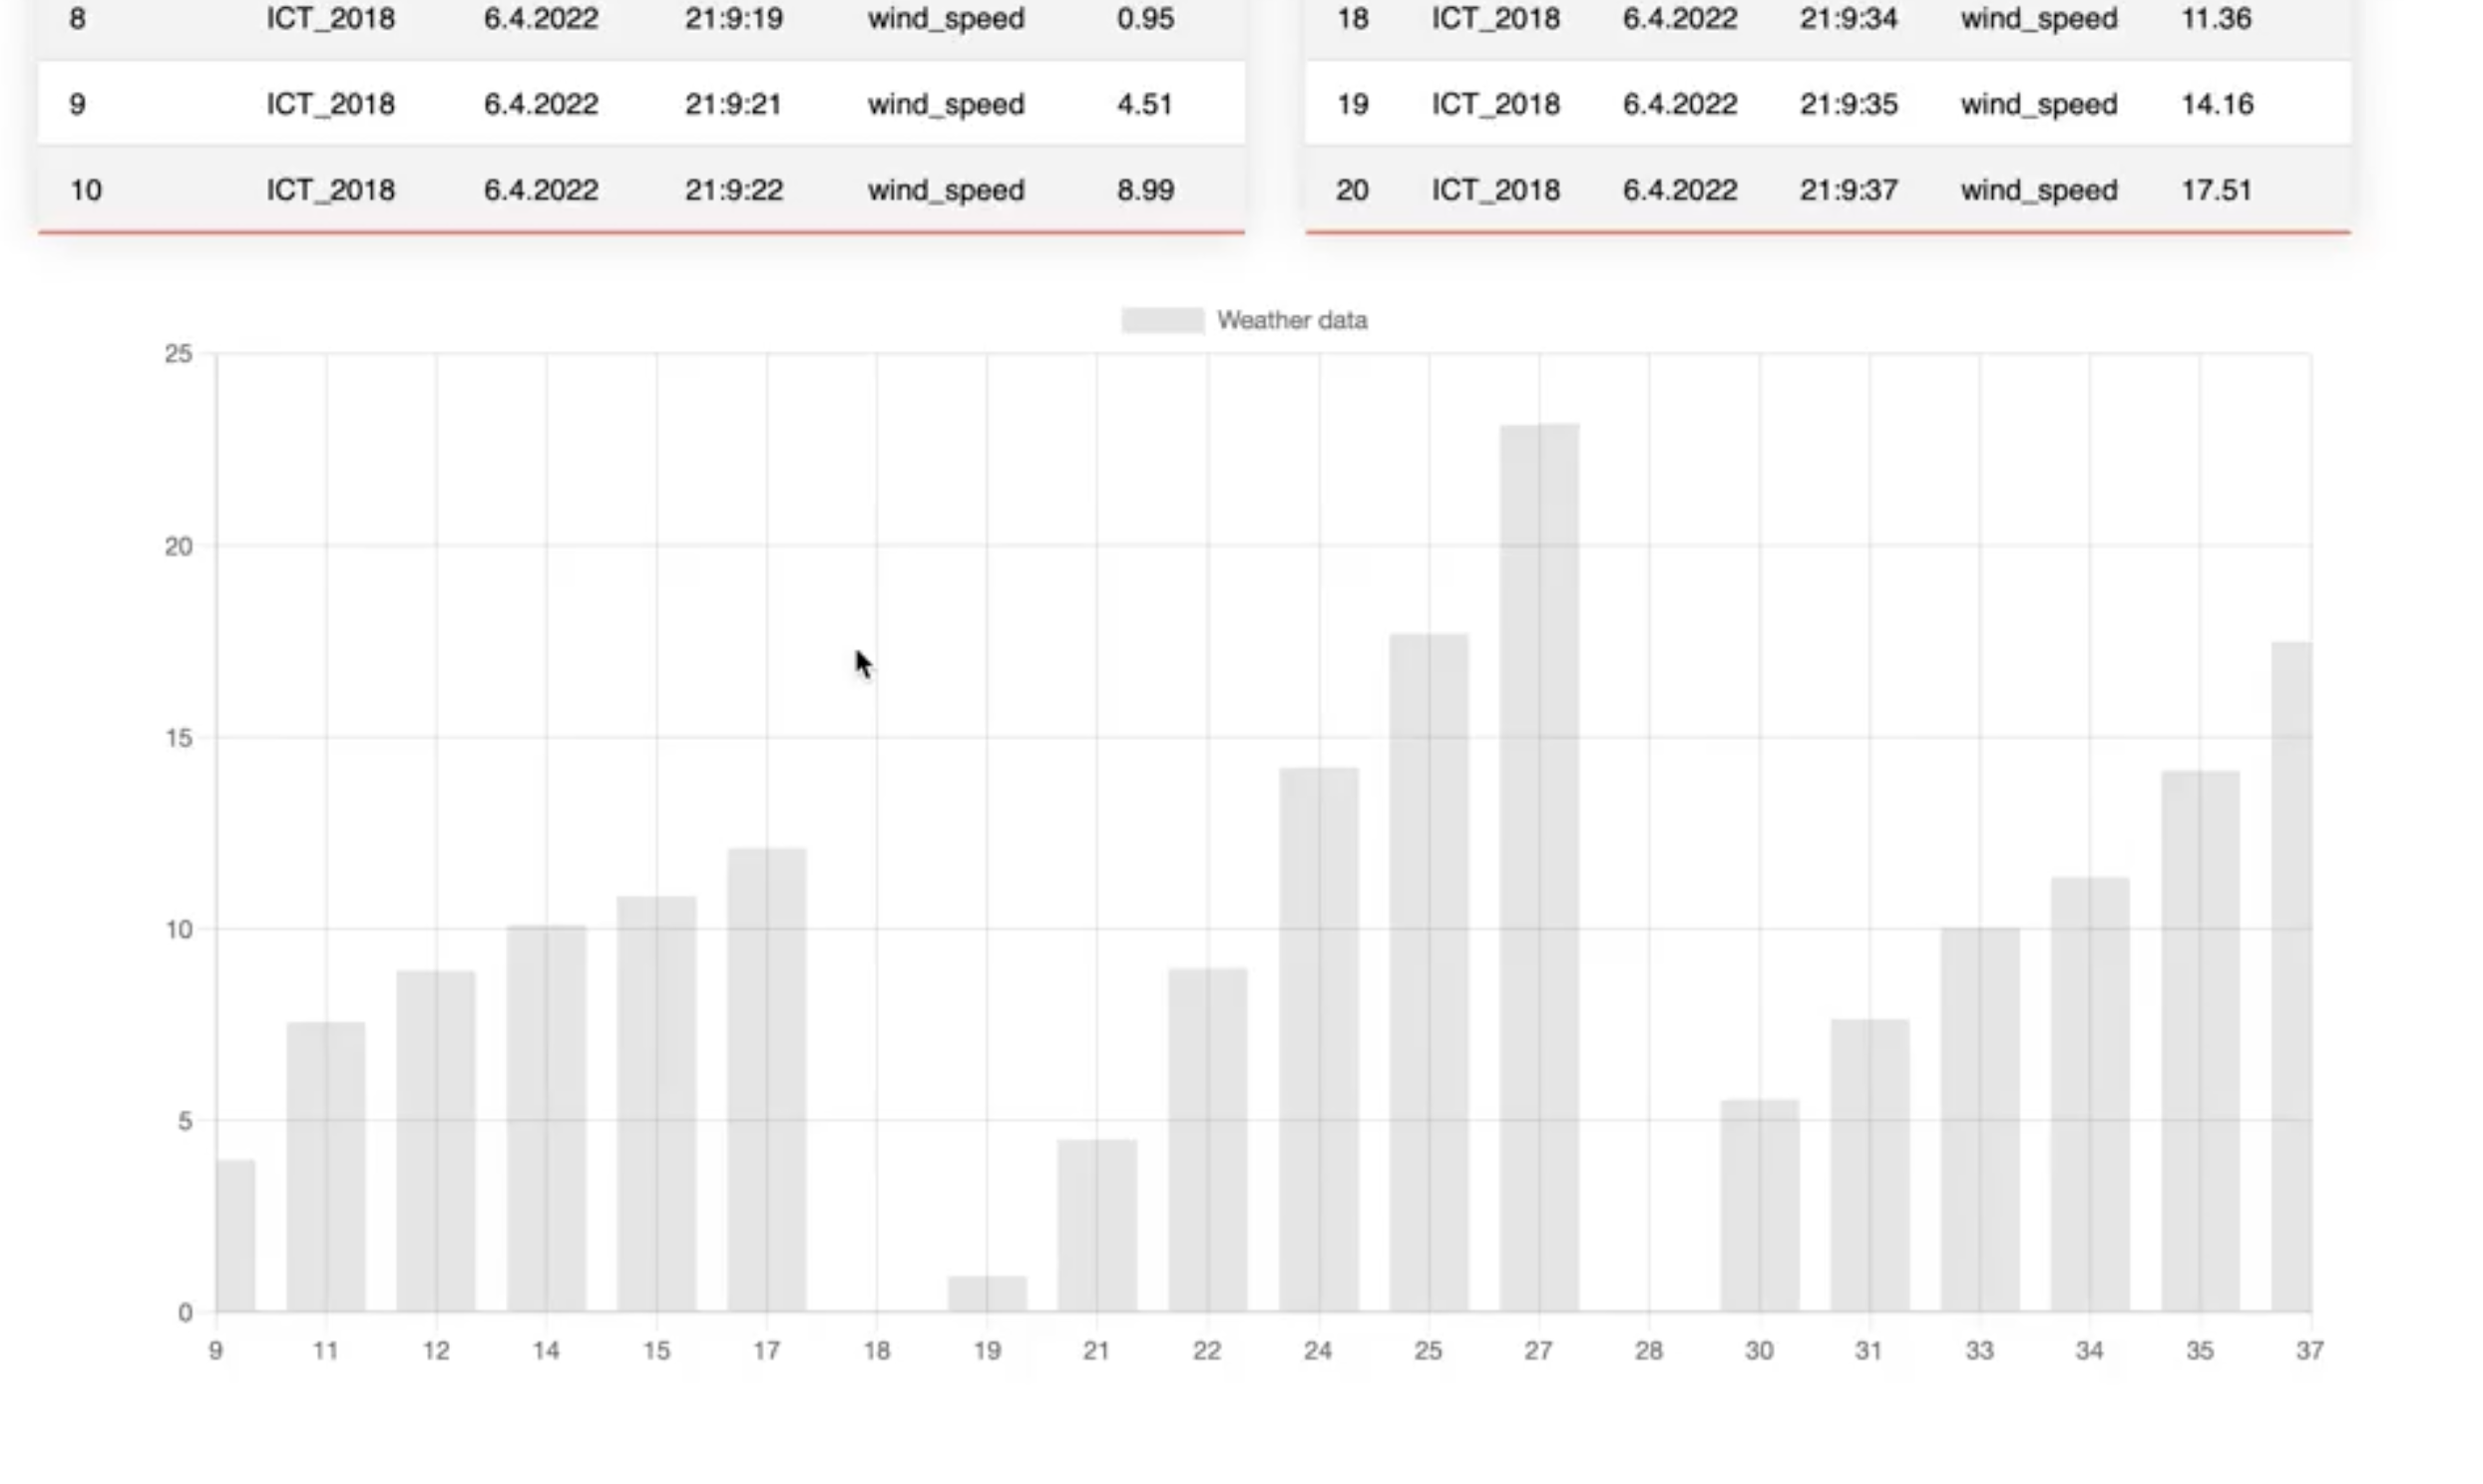 8 ICT_2018 6.4.2022 21:9:19 wind_speed 0.95
9 ICT_2018 6.4.2022 21:9:21 wind_speed 4.51
10 ICT_2018 6.4.2022 21:9:22 wind_speed 8.99
18 ICT_2018 6.4.2022 21:9:34 wind_speed 11.36
19 ICT_2018 6.4.2022 21:9:35 wind_speed 14.16
20 ICT_2018 6.4.2022 21:9:37 wind_speed 17.51
Weather data
25
20
15
10
5
0
9 11 12 14 15 17 18 19 21 22 24 25 27 28 30 31 33 34 35 37